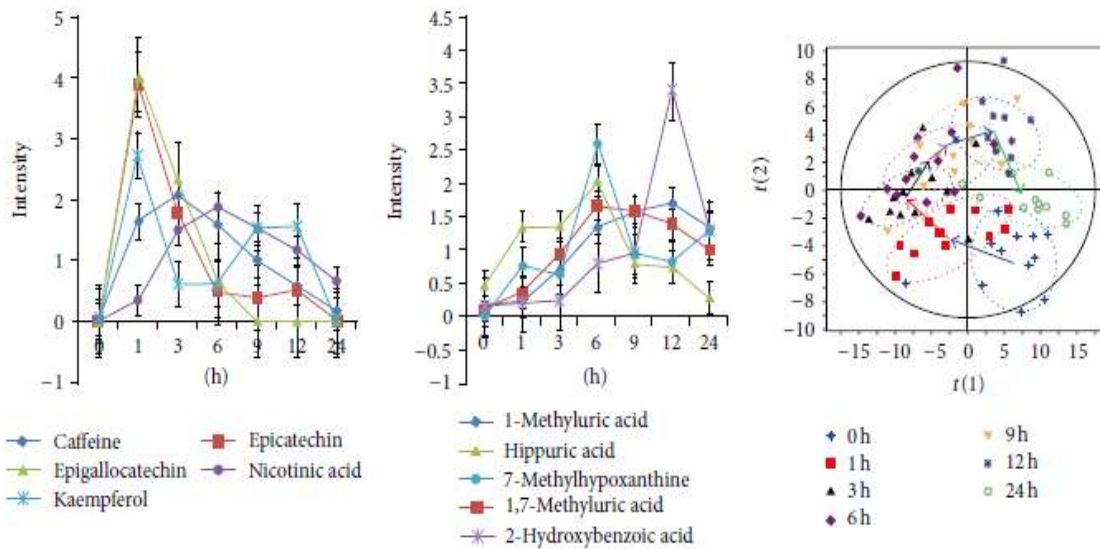 5
4
3
2
1
0
−1
Intensity
0 1 3 6 9 12 24
(h)
Caffeine
Epicatechin
Epigallocatechin
Nicotinic acid
Kaempferol
4.5
4
3.5
3
2.5
2
1.5
1
0.5
0
−0.5
−1
Intensity
0 1 3 6 9 12 24
(h)
1-Methyluric acid
Hippuric acid
7-Methylhypoxanthine
1,7-Methyluric acid
2-Hydroxybenzoic acid
10
8
6
4
2
0
−2
−4
−6
−8
−10
t(2)
−15 −10 −5 0 5 10 15
t(1)
0 h
1 h
3 h
6 h
9 h
12 h
24 h